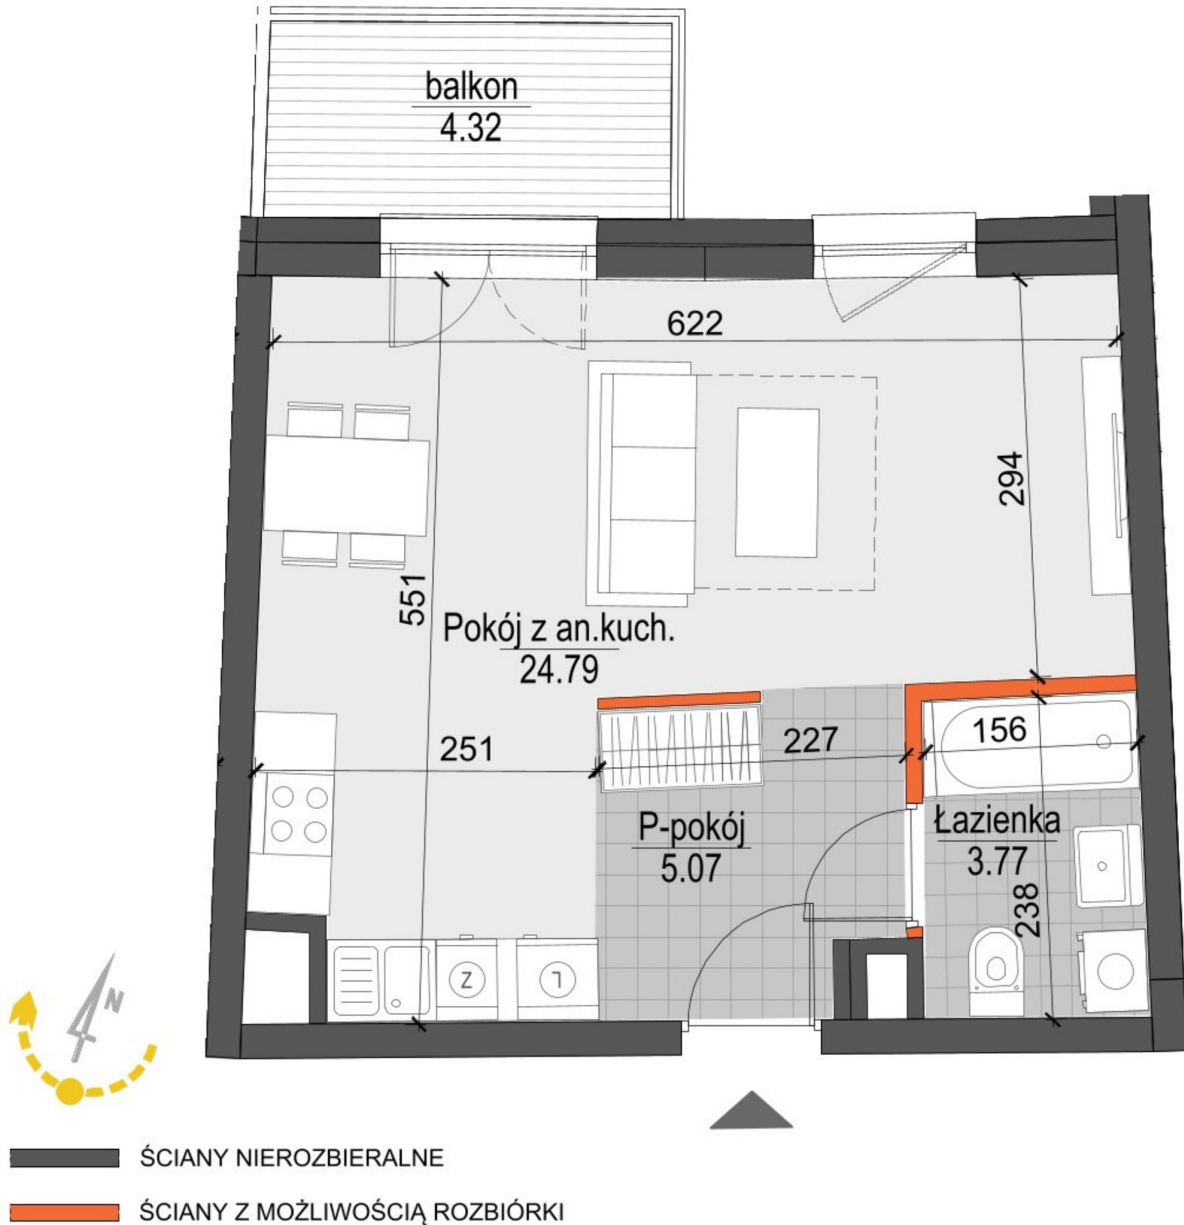 balkon
4.32
622
294
551
Pokój z an.kuch.
24.79
251
227
156
P-pokój
5.07
Łazienka
3.77
238
Z
L
N
ŚCIANY NIEROZBIERALNE
ŚCIANY Z MOŻLIWOŚCIĄ ROZBIÓRKI